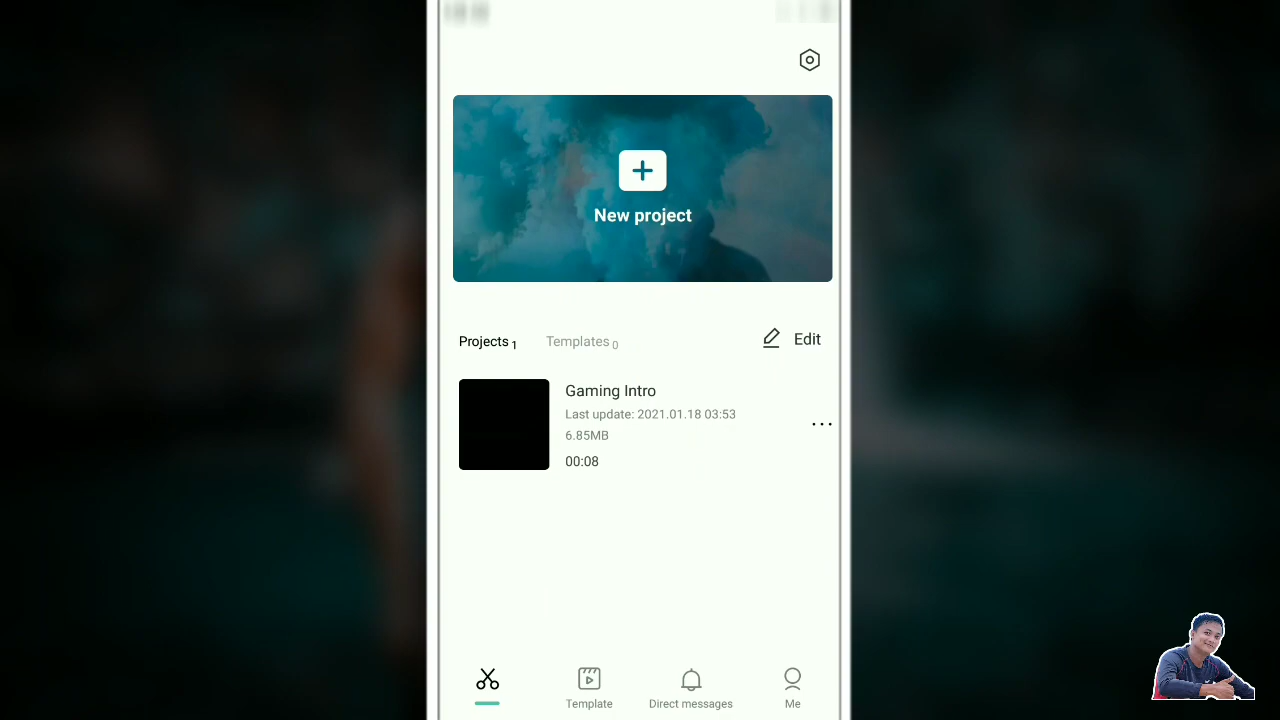 New project
Projects 1
Templates 0
Edit
Gaming Intro
Last update: 2021.01.18 03:53
6.85MB
00:08
Template
Direct messages
Me